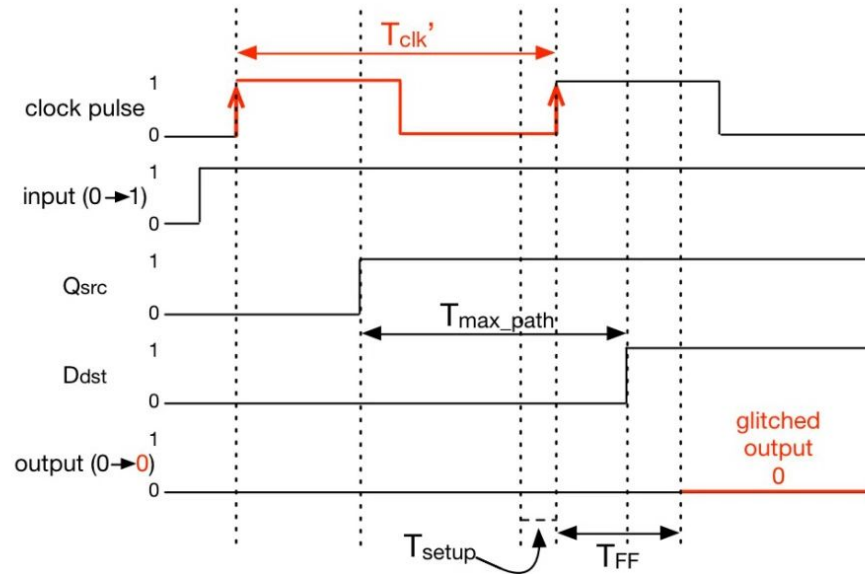 Tclk’
1
clock pulse
0
1
input (0→1)
0
1
Qsrc
0
Tmax_path
1
Ddst
0
1
glitched
output
0
output (0→0)
0
Tsetup
TFF